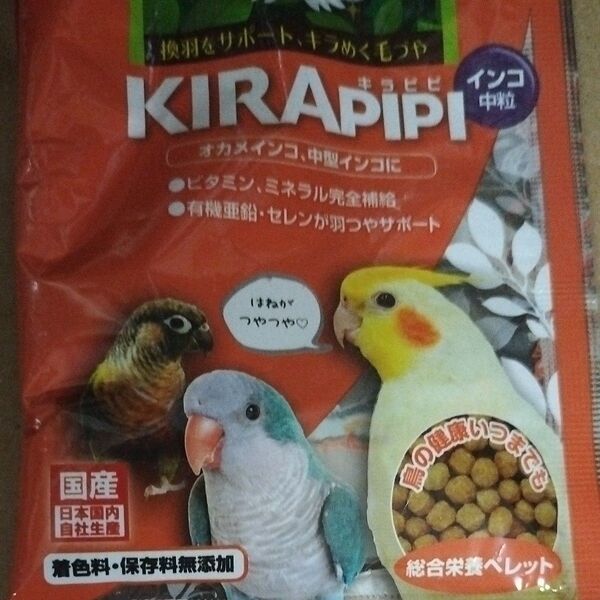 換羽をサポート、キラめく毛づや
キラピピ
KIRAPIPI
インコ
中粒
オカメインコ、中型インコに
●ビタミン、ミネラル完全補給
●有機亜鉛・セレンが羽つやサポート
はねが
つやつや♡
鳥の健康いつまでも
国産
日本国内
自社生産
着色料・保存料無添加
総合栄養ペレット